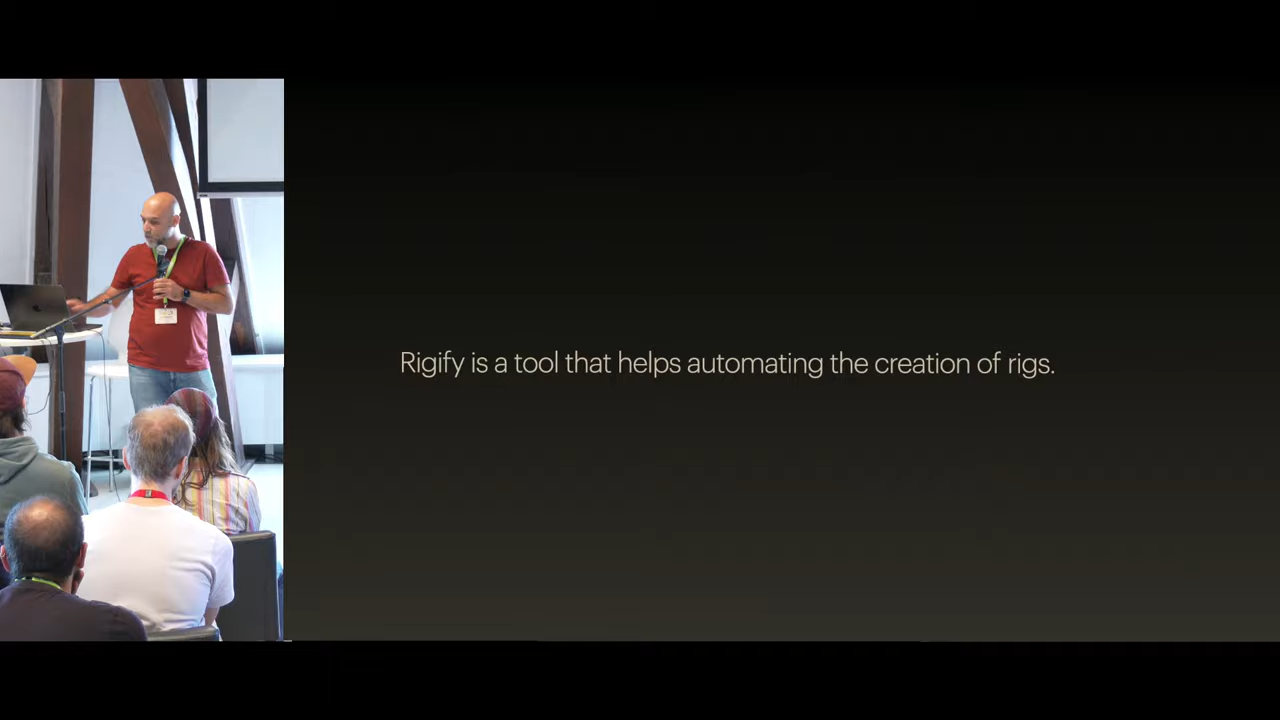 Rigify is a tool that helps automating the creation of rigs.